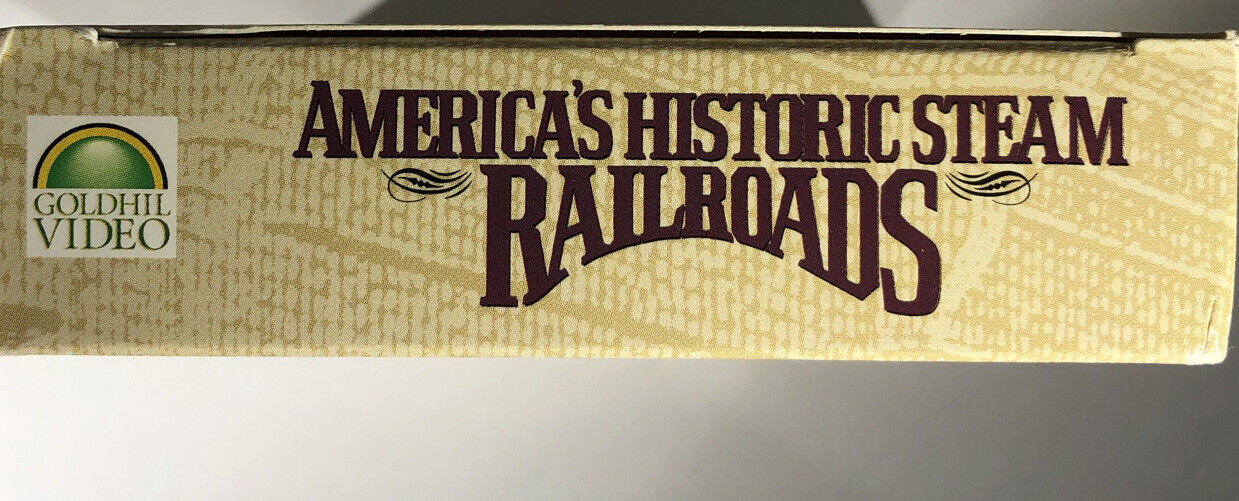 AMERICA'S HISTORIC STEAM
RAILROADS
GOLDHIL
VIDEO